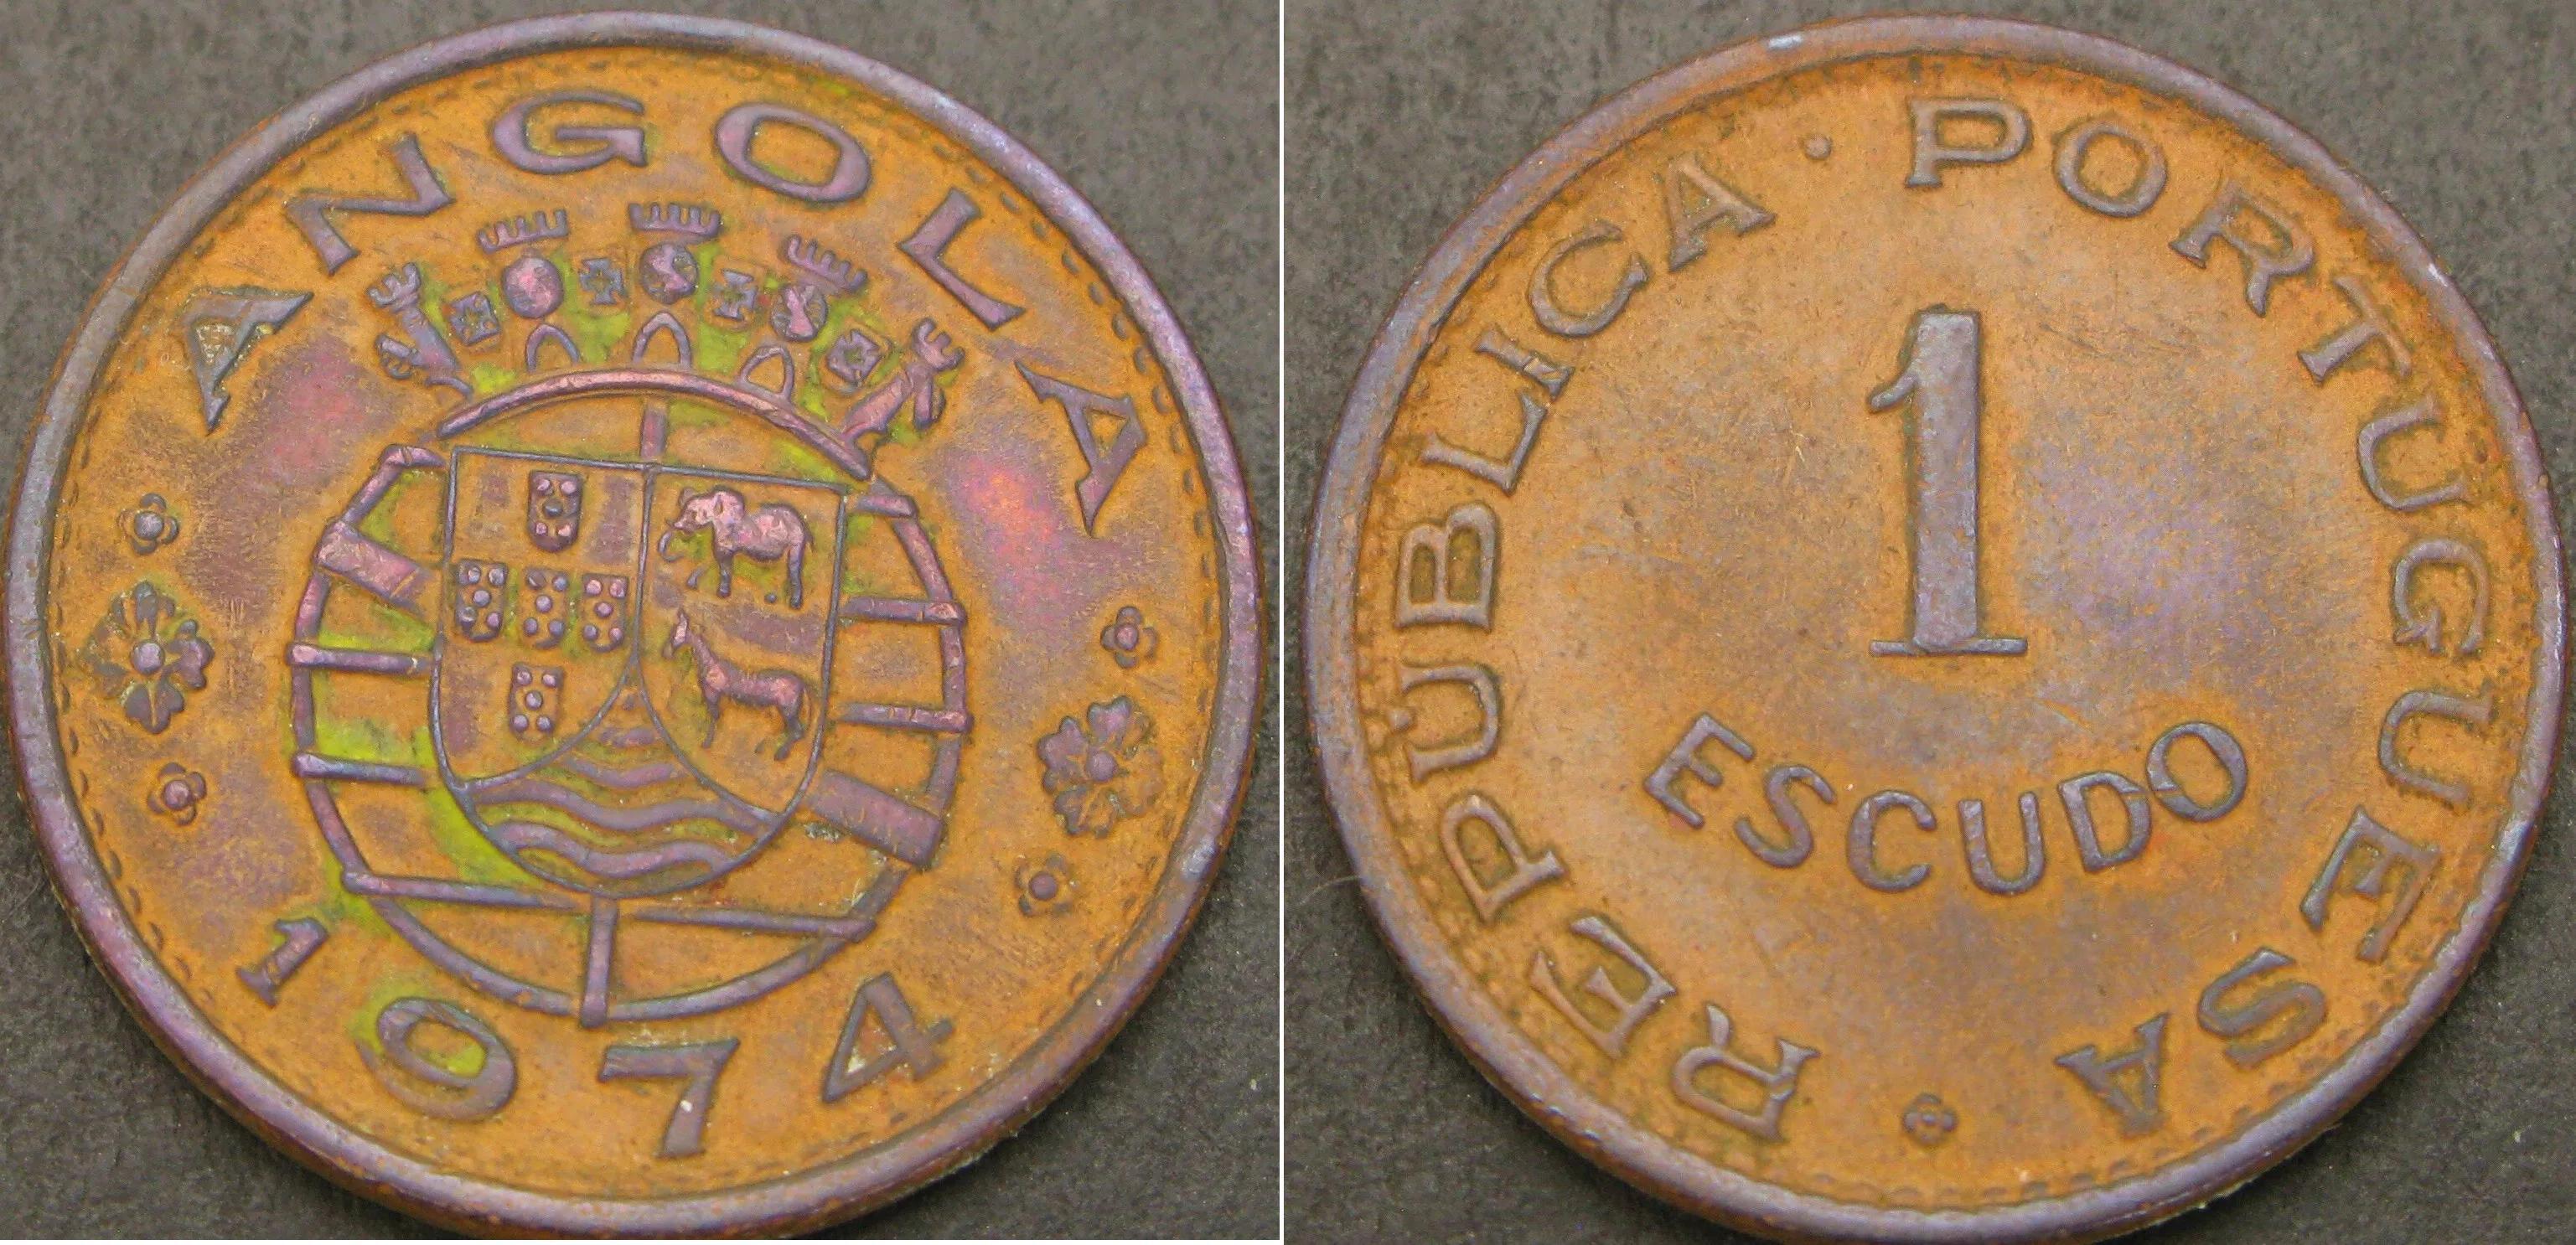 ANGOLA
1974
REPÚBLICA · PORTUGUESA
1
ESCUDO